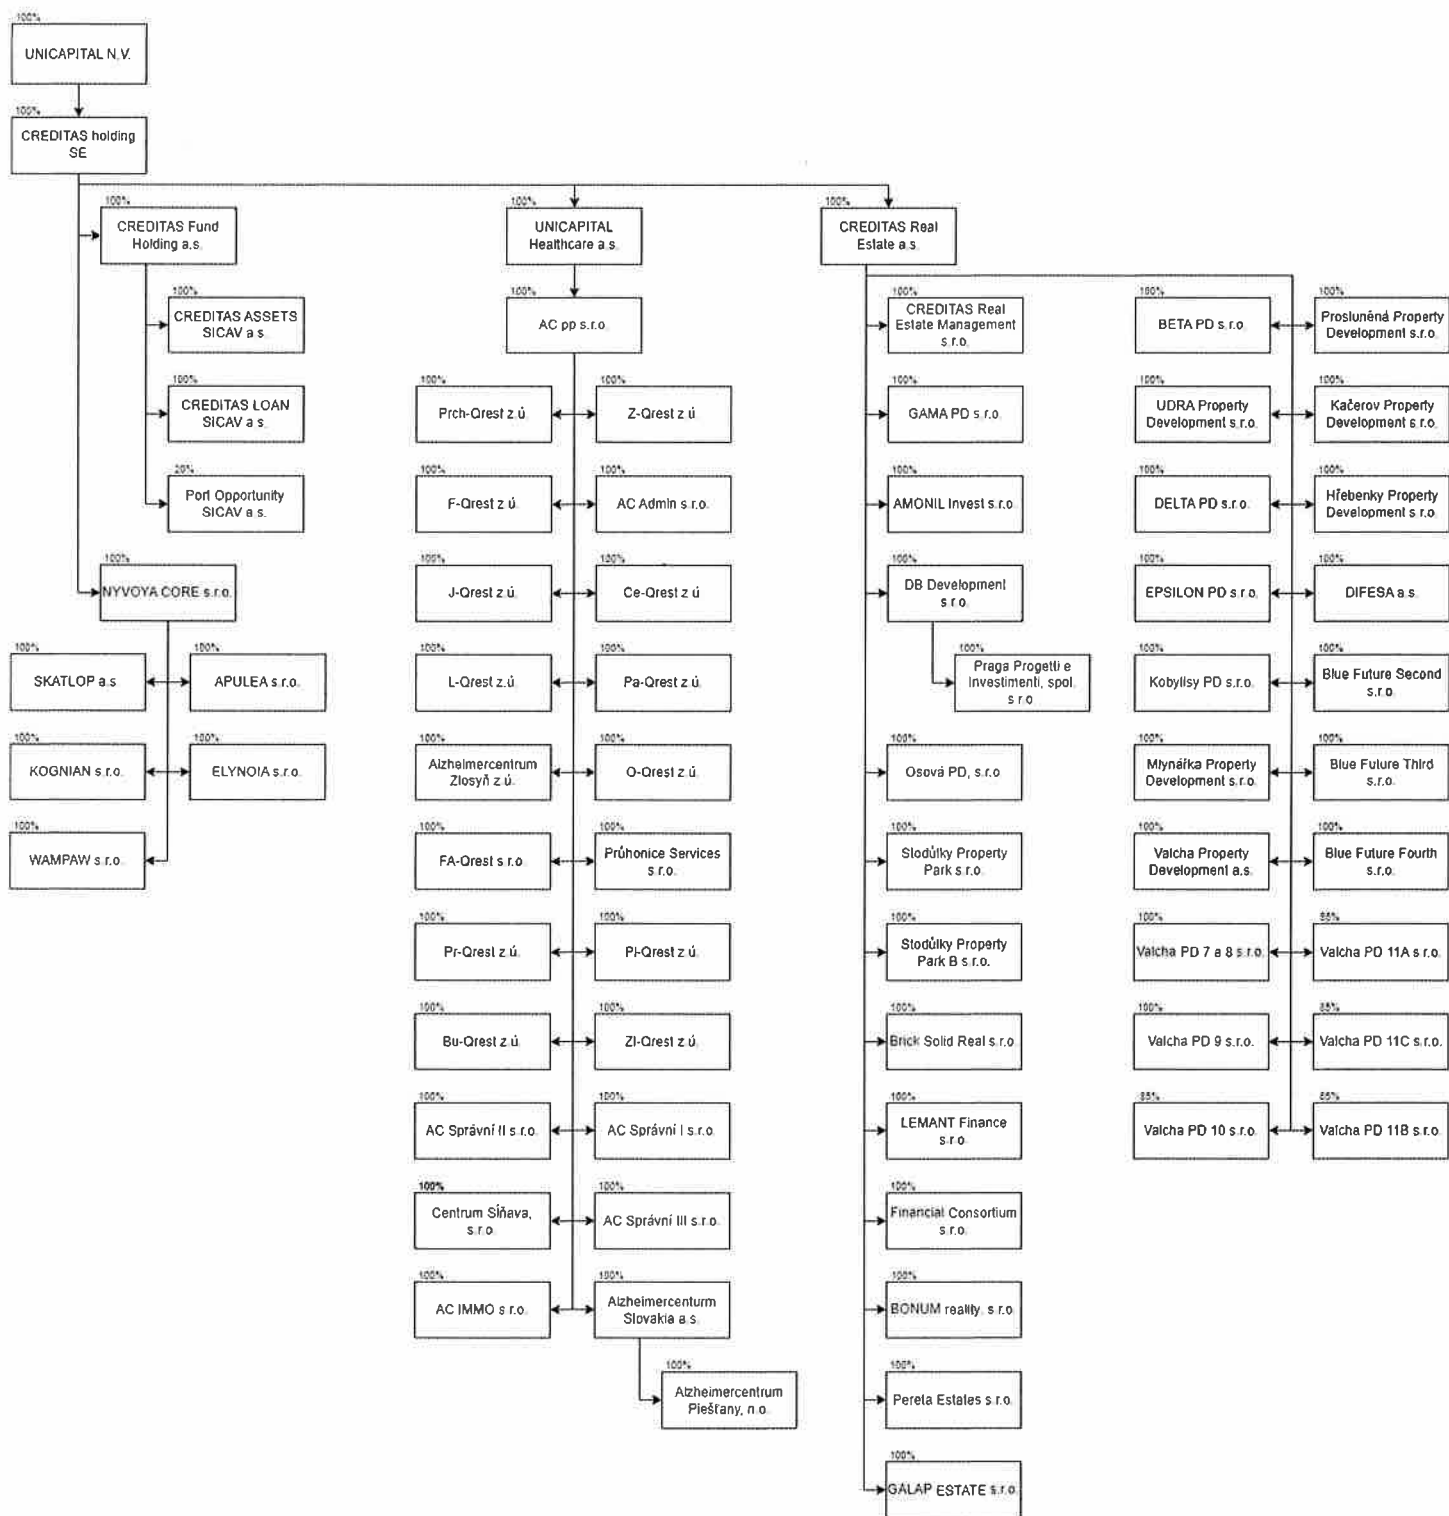 100%
UNICAPITAL N.V.
100%
CREDITAS holding
SE
100%
CREDITAS Fund
Holding a.s.
100%
CREDITAS ASSETS
SICAV a s.
100%
CREDITAS LOAN
SICAV a s.
20%
Port Opportunity
SICAV a s.
100%
NYVOYA CORE s.r.o.
100%
SKATLOP a s
100%
APULEA s.r.o.
100%
KOGNIAN s.r.o.
100%
ELYNOIA s.r.o.
100%
WAMPAW s.r.o.
100%
UNICAPITAL
Healthcare a.s.
100%
AC pp s.r.o.
100%
Prch-Qrest z.ú.
100%
Z-Qrest z.ú
100%
F-Qrest z ú.
100%
AC Admin s.r.o.
100%
J-Qrest z.ú.
100%
Ce-Qrest z.ú
100%
L-Qrest z.ú.
100%
Pa-Qrest z ú.
100%
Alzheimercentrum
Zlosyň z.ú.
100%
O-Qrest z.ú.
100%
FA-Qrest s r.o.
100%
Průhonice Services
s.r.o.
100%
Pr-Qrest z ú.
100%
Pl-Qrest z.ú.
100%
Bu-Qrest z.ú.
100%
Zl-Qrest z.ú.
100%
AC Správní II s.r.o.
100%
AC Správní I s.r.o.
100%
Centrum Sĺňava,
s.r.o.
100%
AC Správní III s.r.o.
100%
AC IMMO s r.o.
100%
Alzheimercenturm
Slovakia a.s.
100%
Alzheimercentrum
Piešťany, n.o.
100%
CREDITAS Real
Estate a.s.
100%
CREDITAS Real
Estate Management
s.r.o.
100%
GAMA PD s.r.o.
100%
AMONIL Invest s.r.o.
100%
DB Development
s.r.o.
100%
Praga Progetti e
Investimenti, spol.
s r.o
100%
Osová PD, s.r.o
100%
Stodůlky Property
Park s.r.o.
100%
Stodůlky Property
Park B s.r.o.
100%
Brick Solid Real s.r.o.
100%
LEMANT Finance
s.r.o.
100%
Financial Consortium
s.r.o.
100%
BONUM reality, s.r.o.
100%
Pereta Estates s.r.o.
100%
GALAP ESTATE s.r.o.
100%
BETA PD s.r.o.
100%
Prosluněná Property
Development s.r.o.
100%
UDRA Property
Development s.r.o.
100%
Kačerov Property
Development s.r.o.
100%
DELTA PD s.r.o.
100%
Hřebenky Property
Development s r.o.
100%
EPSILON PD s.r.o.
100%
DIFESA a.s.
100%
Kobylisy PD s.r.o.
100%
Blue Future Second
s.r.o.
100%
Mlynářka Property
Development s.r.o.
100%
Blue Future Third
s.r.o.
100%
Valcha Property
Development a.s.
100%
Blue Future Fourth
s.r.o.
100%
Valcha PD 7 a 8 s.r.o.
85%
Valcha PD 11A s r.o.
100%
Valcha PD 9 s.r.o.
85%
Valcha PD 11C s.r.o.
85%
Valcha PD 10 s.r.o.
85%
Valcha PD 11B s.r.o.